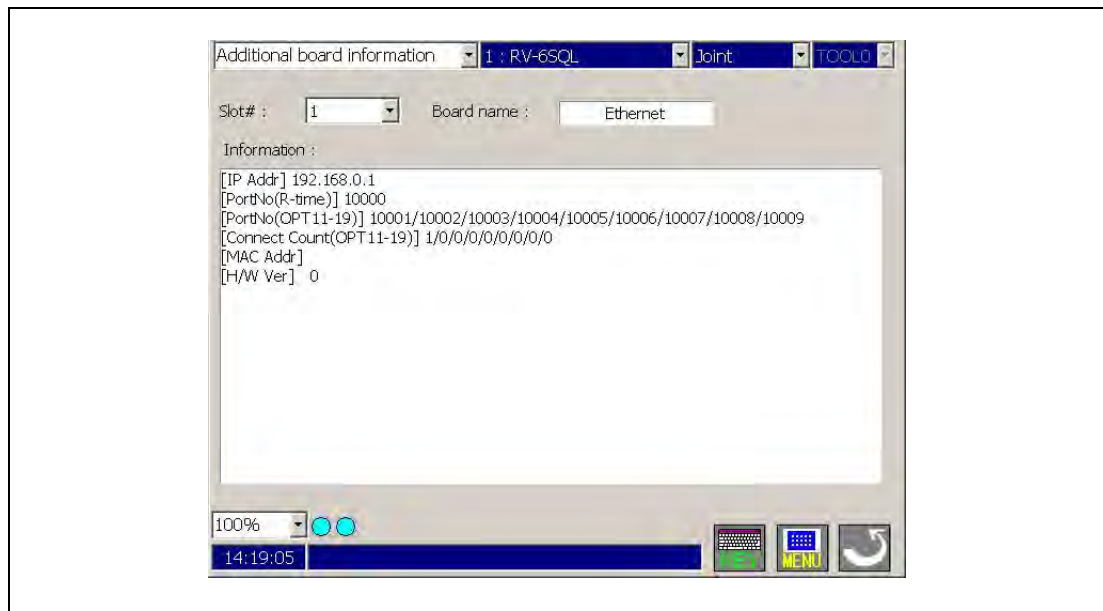 Additional board information 1 : RV-6SQL Joint TOOL0
Slot# : 1 Board name : Ethernet
Information :
[IP Addr] 192.168.0.1
[PortNo(R-time)] 10000
[PortNo(OPT11-19)] 10001/10002/10003/10004/10005/10006/10007/10008/10009
[Connect Count(OPT11-19)] 1/0/0/0/0/0/0/0/0
[MAC Addr]
[H/W Ver] 0
100%
14:19:05
KEY MENU